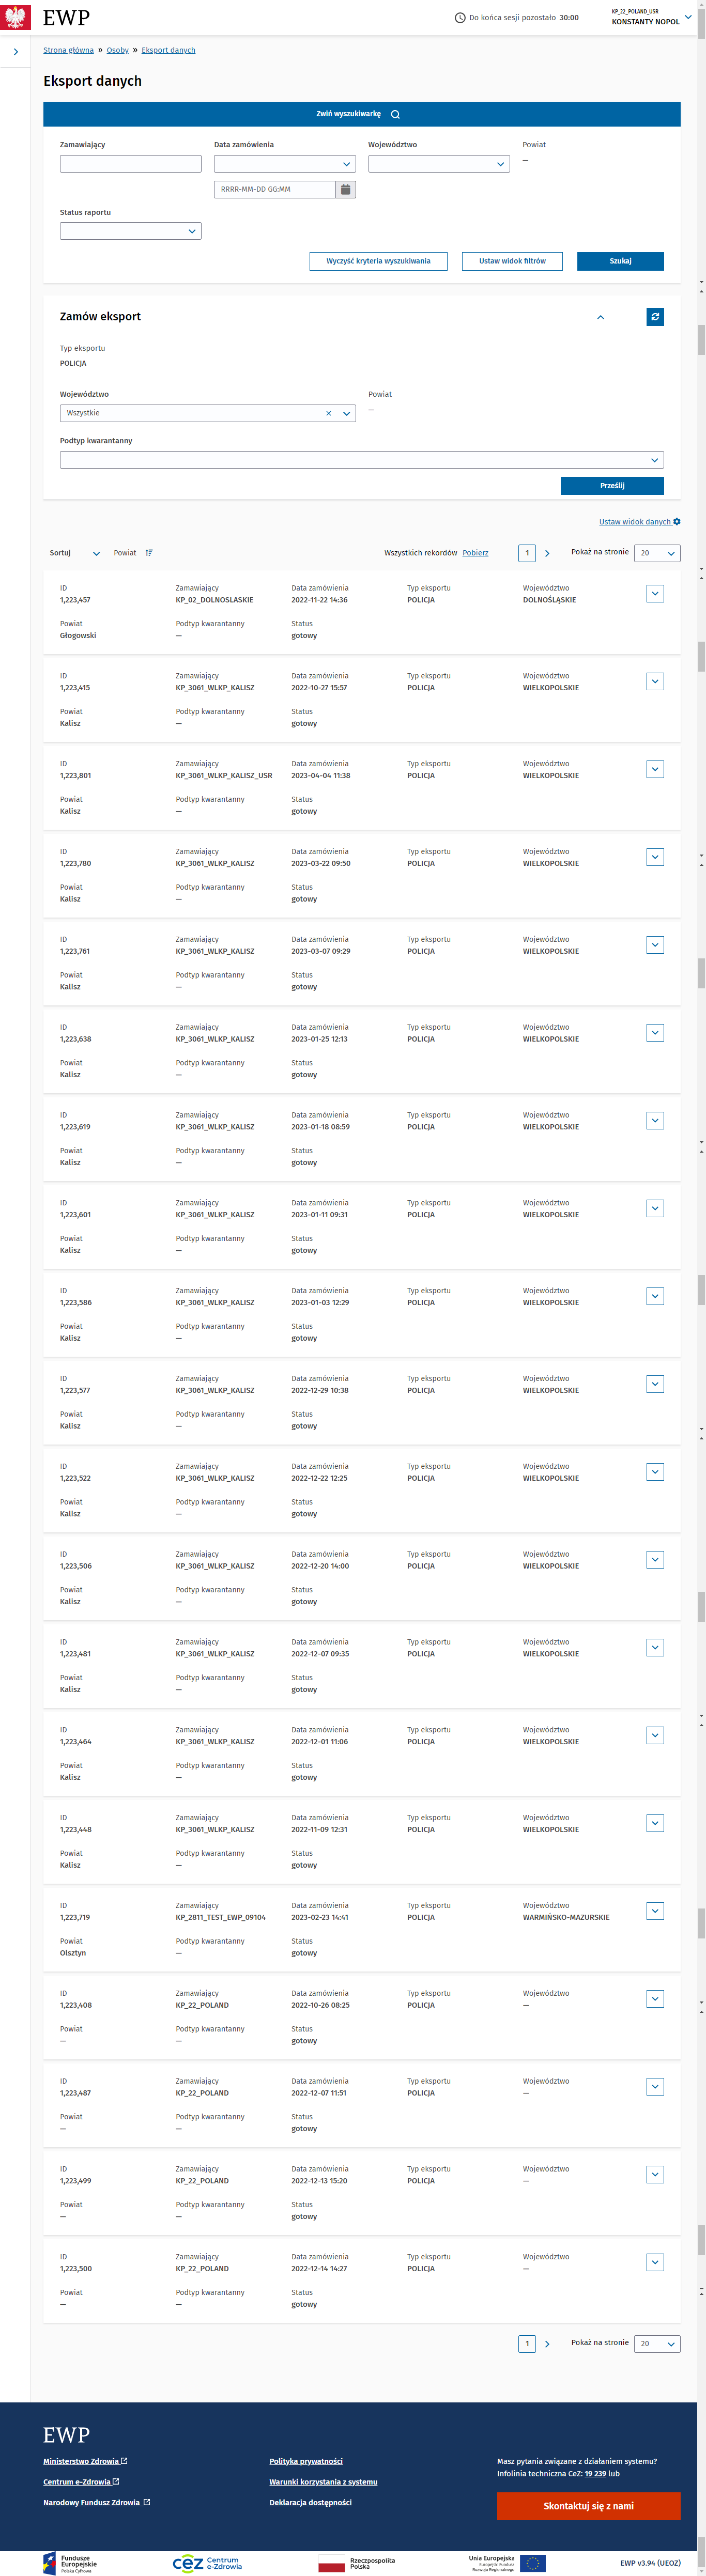 EWP
Do końca sesji pozostało 30:00
KP_22_POLAND_USR
KONSTANTY NOPOL
Strona główna » Osoby » Eksport danych
Eksport danych
Zwiń wyszukiwarkę
Zamawiający Data zamówienia Województwo Powiat
—
RRRR-MM-DD GG:MM
Status raportu
Wyczyść kryteria wyszukiwania Ustaw widok filtrów Szukaj
Zamów eksport
Typ eksportu
POLICJA
Województwo Powiat
Wszystkie —
Podtyp kwarantanny
Prześlij
Ustaw widok danych
Sortuj Powiat Wszystkich rekordów Pobierz 1 Pokaż na stronie 20
ID Zamawiający Data zamówienia Typ eksportu Województwo
1,223,457 KP_02_DOLNOSLASKIE 2022-11-22 14:36 POLICJA DOLNOŚLĄSKIE
Powiat Podtyp kwarantanny Status
Głogowski — gotowy
ID Zamawiający Data zamówienia Typ eksportu Województwo
1,223,415 KP_3061_WLKP_KALISZ 2022-10-27 15:57 POLICJA WIELKOPOLSKIE
Powiat Podtyp kwarantanny Status
Kalisz — gotowy
ID Zamawiający Data zamówienia Typ eksportu Województwo
1,223,801 KP_3061_WLKP_KALISZ_USR 2023-04-04 11:38 POLICJA WIELKOPOLSKIE
Powiat Podtyp kwarantanny Status
Kalisz — gotowy
ID Zamawiający Data zamówienia Typ eksportu Województwo
1,223,780 KP_3061_WLKP_KALISZ 2023-03-22 09:50 POLICJA WIELKOPOLSKIE
Powiat Podtyp kwarantanny Status
Kalisz — gotowy
ID Zamawiający Data zamówienia Typ eksportu Województwo
1,223,761 KP_3061_WLKP_KALISZ 2023-03-07 09:29 POLICJA WIELKOPOLSKIE
Powiat Podtyp kwarantanny Status
Kalisz — gotowy
ID Zamawiający Data zamówienia Typ eksportu Województwo
1,223,638 KP_3061_WLKP_KALISZ 2023-01-25 12:13 POLICJA WIELKOPOLSKIE
Powiat Podtyp kwarantanny Status
Kalisz — gotowy
ID Zamawiający Data zamówienia Typ eksportu Województwo
1,223,619 KP_3061_WLKP_KALISZ 2023-01-18 08:59 POLICJA WIELKOPOLSKIE
Powiat Podtyp kwarantanny Status
Kalisz — gotowy
ID Zamawiający Data zamówienia Typ eksportu Województwo
1,223,601 KP_3061_WLKP_KALISZ 2023-01-11 09:31 POLICJA WIELKOPOLSKIE
Powiat Podtyp kwarantanny Status
Kalisz — gotowy
ID Zamawiający Data zamówienia Typ eksportu Województwo
1,223,586 KP_3061_WLKP_KALISZ 2023-01-03 12:29 POLICJA WIELKOPOLSKIE
Powiat Podtyp kwarantanny Status
Kalisz — gotowy
ID Zamawiający Data zamówienia Typ eksportu Województwo
1,223,577 KP_3061_WLKP_KALISZ 2022-12-29 10:38 POLICJA WIELKOPOLSKIE
Powiat Podtyp kwarantanny Status
Kalisz — gotowy
ID Zamawiający Data zamówienia Typ eksportu Województwo
1,223,522 KP_3061_WLKP_KALISZ 2022-12-22 12:25 POLICJA WIELKOPOLSKIE
Powiat Podtyp kwarantanny Status
Kalisz — gotowy
ID Zamawiający Data zamówienia Typ eksportu Województwo
1,223,506 KP_3061_WLKP_KALISZ 2022-12-20 14:00 POLICJA WIELKOPOLSKIE
Powiat Podtyp kwarantanny Status
Kalisz — gotowy
ID Zamawiający Data zamówienia Typ eksportu Województwo
1,223,481 KP_3061_WLKP_KALISZ 2022-12-07 09:35 POLICJA WIELKOPOLSKIE
Powiat Podtyp kwarantanny Status
Kalisz — gotowy
ID Zamawiający Data zamówienia Typ eksportu Województwo
1,223,464 KP_3061_WLKP_KALISZ 2022-12-01 11:06 POLICJA WIELKOPOLSKIE
Powiat Podtyp kwarantanny Status
Kalisz — gotowy
ID Zamawiający Data zamówienia Typ eksportu Województwo
1,223,448 KP_3061_WLKP_KALISZ 2022-11-09 12:31 POLICJA WIELKOPOLSKIE
Powiat Podtyp kwarantanny Status
Kalisz — gotowy
ID Zamawiający Data zamówienia Typ eksportu Województwo
1,223,719 KP_2811_TEST_EWP_09104 2023-02-23 14:41 POLICJA WARMIŃSKO-MAZURSKIE
Powiat Podtyp kwarantanny Status
Olsztyn — gotowy
ID Zamawiający Data zamówienia Typ eksportu Województwo
1,223,408 KP_22_POLAND 2022-10-26 08:25 POLICJA —
Powiat Podtyp kwarantanny Status
— — gotowy
ID Zamawiający Data zamówienia Typ eksportu Województwo
1,223,487 KP_22_POLAND 2022-12-07 11:51 POLICJA —
Powiat Podtyp kwarantanny Status
— — gotowy
ID Zamawiający Data zamówienia Typ eksportu Województwo
1,223,499 KP_22_POLAND 2022-12-13 15:20 POLICJA —
Powiat Podtyp kwarantanny Status
— — gotowy
ID Zamawiający Data zamówienia Typ eksportu Województwo
1,223,500 KP_22_POLAND 2022-12-14 14:27 POLICJA —
Powiat Podtyp kwarantanny Status
— — gotowy
1 Pokaż na stronie 20
EWP
Ministerstwo Zdrowia Polityka prywatności Masz pytania związane z działaniem systemu?
Infolinia techniczna CeZ: 19 239 lub
Centrum e-Zdrowia Warunki korzystania z systemu
Narodowy Fundusz Zdrowia Deklaracja dostępności Skontaktuj się z nami
Fundusze
Europejskie
Polska Cyfrowa
cez Centrum
e-Zdrowia
Rzeczpospolita
Polska
Unia Europejska
Europejski Fundusz
Rozwoju Regionalnego
EWP v3.94 (UEOZ)